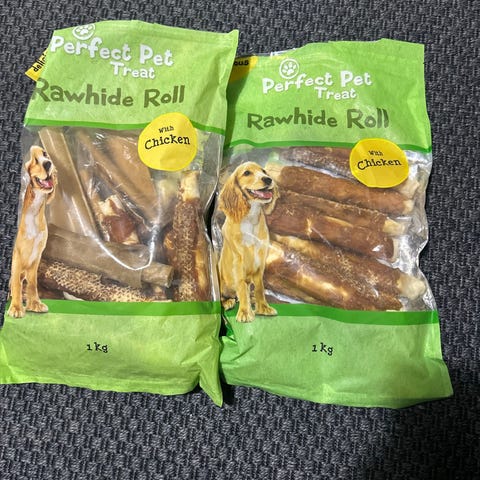 Perfect Pet
Treat
Rawhide Roll
With
Chicken
1 kg
Perfect Pet
Treat
Rawhide Roll
With
Chicken
1 kg